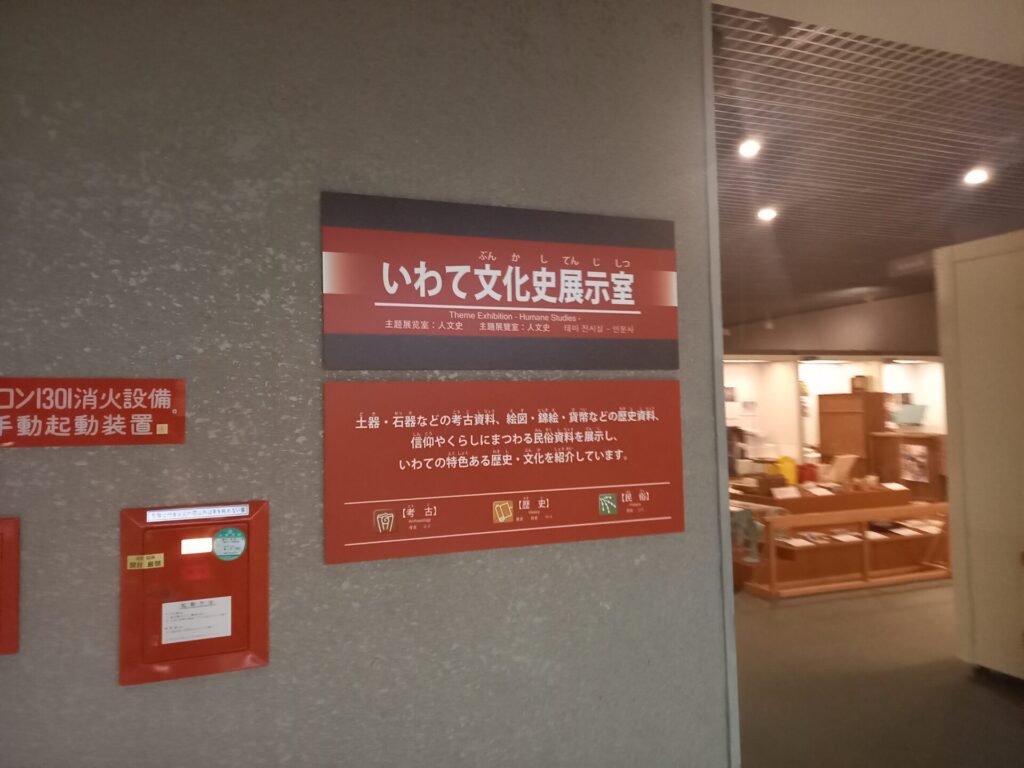 ぶん か し てん じ しつ
いわて文化史展示室
Theme Exhibition - Humane Studies -
主题展览室：人文史 主題展覽室：人文史 테마 전시실 – 인문사
土器・石器などの考古資料、絵図・錦絵・貨幣などの歴史資料、
信仰やくらしにまつわる民俗資料を展示し、
いわての特色ある歴史・文化を紹介しています。
【考古】
Archaeology
【歴史】
History
【民俗】
ロン1301消火設備
手動起動装置